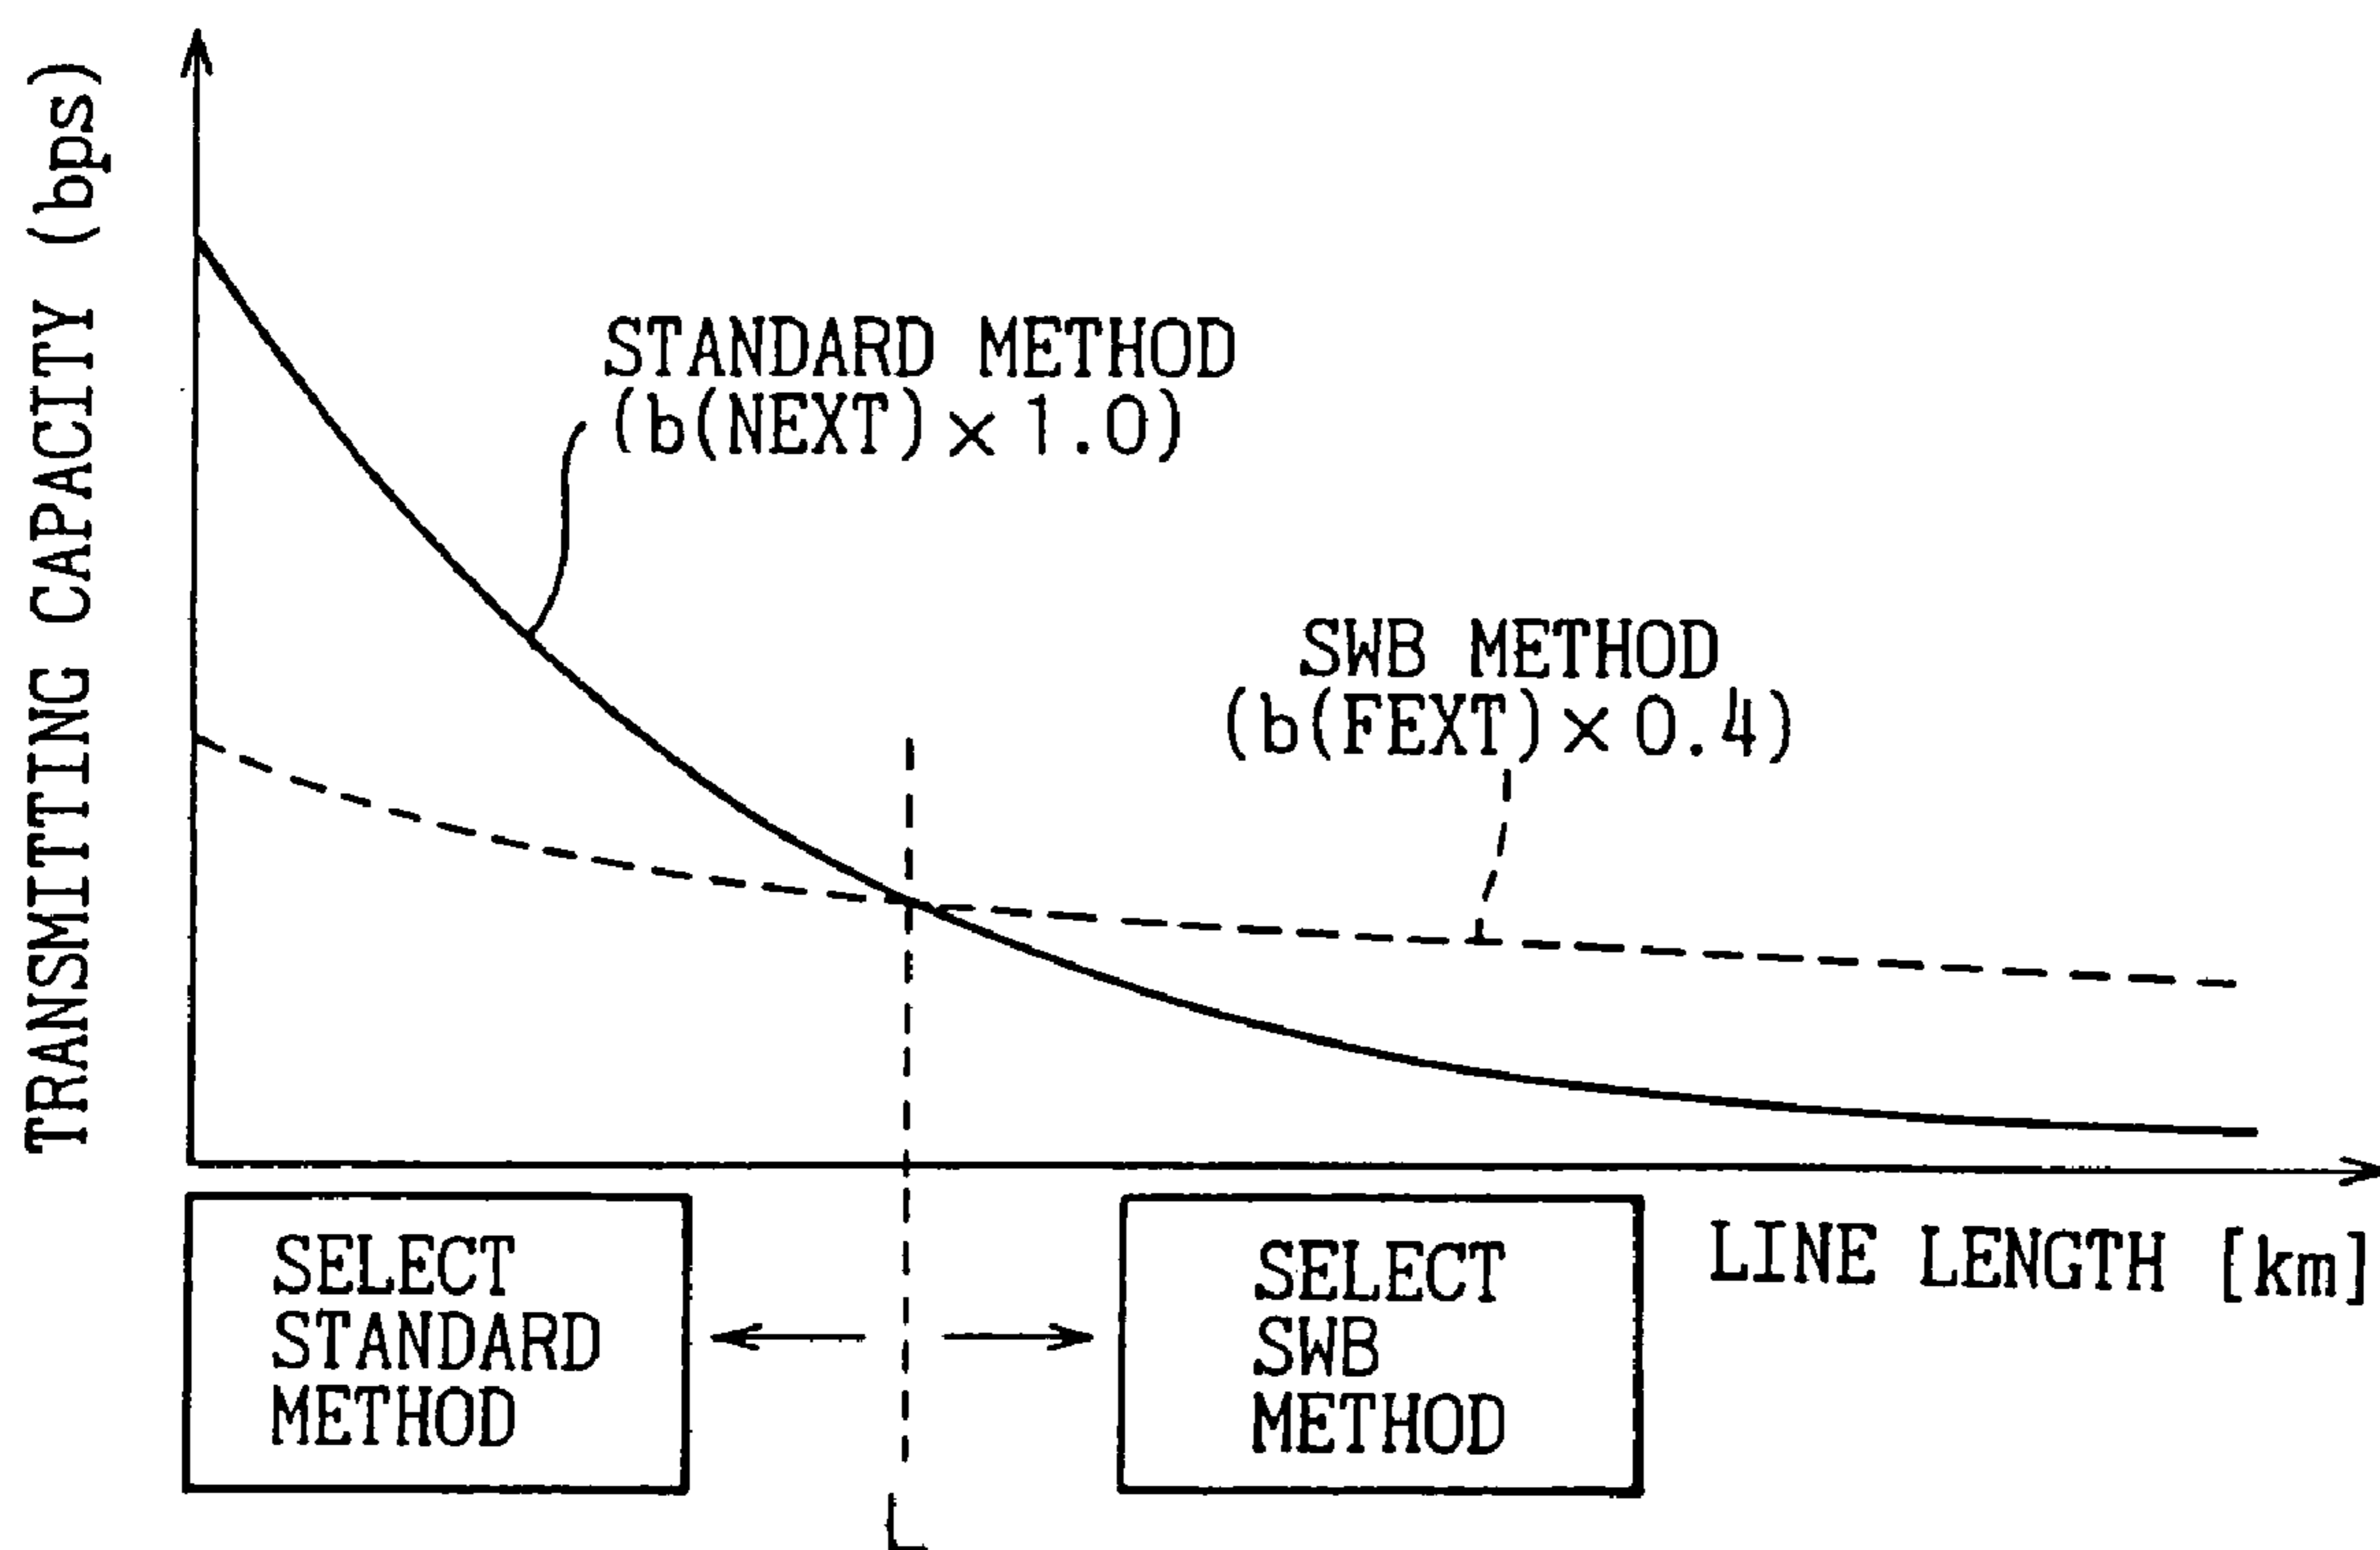 TRANSMITTING CAPACITY (bps)
STANDARD METHOD
(b(NEXT)× 1.0)
SWB METHOD
(b(FEXT)× 0.4)
LINE LENGTH [km]
SELECT
STANDARD
METHOD
SELECT
SWB
METHOD
L